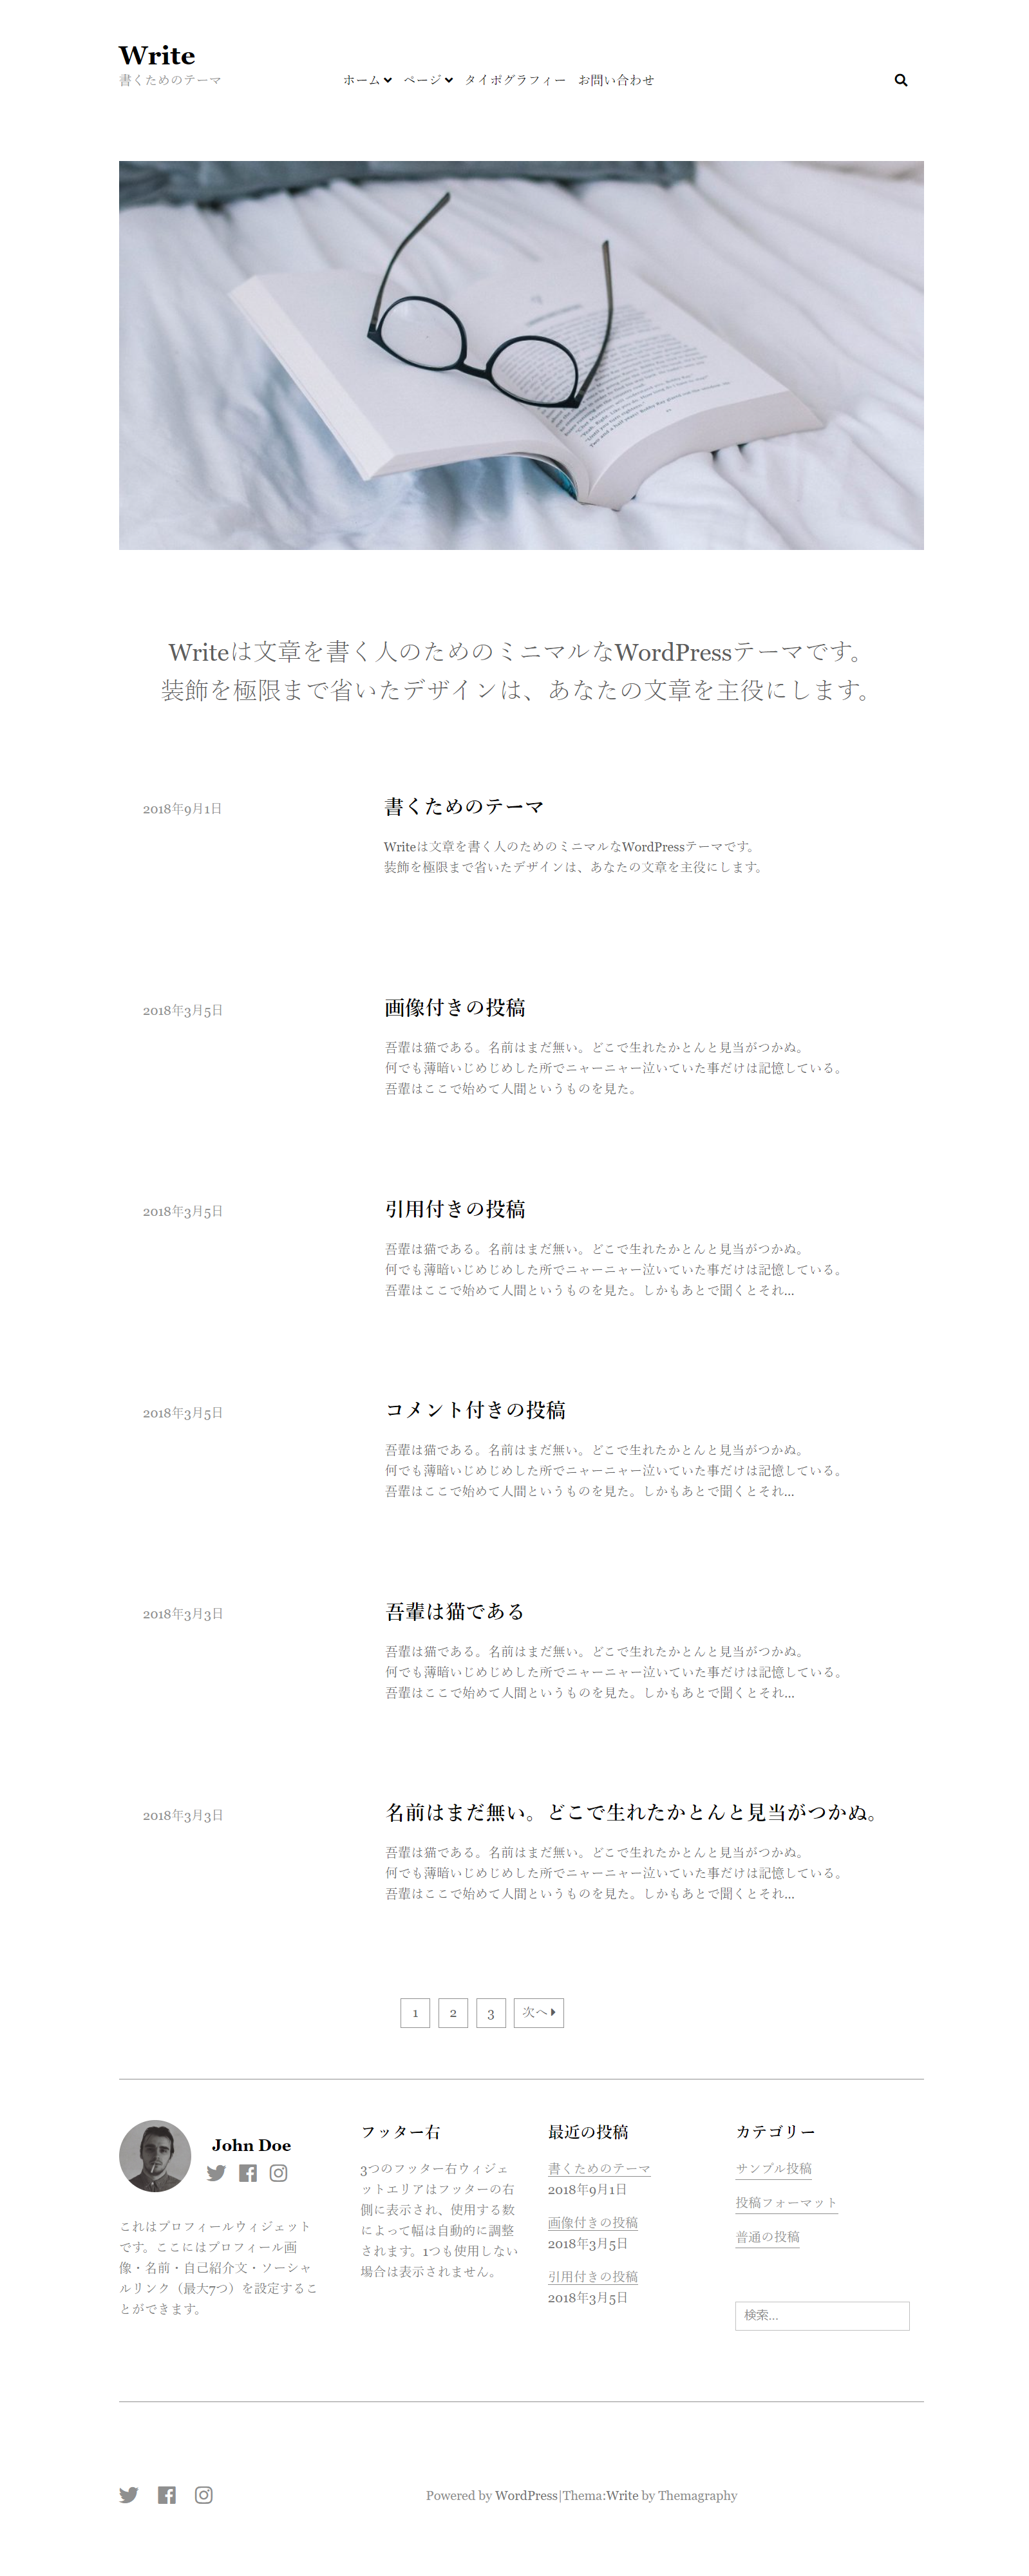 Write
書くためのテーマ
ホーム ページ タイポグラフィー お問い合わせ
Writeは文章を書く人のためのミニマルなWordPressテーマです。
装飾を極限まで省いたデザインは、あなたの文章を主役にします。
2018年9月1日
書くためのテーマ
Writeは文章を書く人のためのミニマルなWordPressテーマです。
装飾を極限まで省いたデザインは、あなたの文章を主役にします。
2018年3月5日
画像付きの投稿
吾輩は猫である。名前はまだ無い。どこで生れたかとんと見当がつかぬ。
何でも薄暗いじめじめした所でニャーニャー泣いていた事だけは記憶している。
吾輩はここで始めて人間というものを見た。
2018年3月5日
引用付きの投稿
吾輩は猫である。名前はまだ無い。どこで生れたかとんと見当がつかぬ。
何でも薄暗いじめじめした所でニャーニャー泣いていた事だけは記憶している。
吾輩はここで始めて人間というものを見た。しかもあとで聞くとそれ…
2018年3月5日
コメント付きの投稿
吾輩は猫である。名前はまだ無い。どこで生れたかとんと見当がつかぬ。
何でも薄暗いじめじめした所でニャーニャー泣いていた事だけは記憶している。
吾輩はここで始めて人間というものを見た。しかもあとで聞くとそれ…
2018年3月3日
吾輩は猫である
吾輩は猫である。名前はまだ無い。どこで生れたかとんと見当がつかぬ。
何でも薄暗いじめじめした所でニャーニャー泣いていた事だけは記憶している。
吾輩はここで始めて人間というものを見た。しかもあとで聞くとそれ…
2018年3月3日
名前はまだ無い。どこで生れたかとんと見当がつかぬ。
吾輩は猫である。名前はまだ無い。どこで生れたかとんと見当がつかぬ。
何でも薄暗いじめじめした所でニャーニャー泣いていた事だけは記憶している。
吾輩はここで始めて人間というものを見た。しかもあとで聞くとそれ…
1 2 3 次へ
John Doe
これはプロフィールウィジェット
です。ここにはプロフィール画
像・名前・自己紹介文・ソーシャ
ルリンク（最大7つ）を設定するこ
とができます。
フッター右
3つのフッター右ウィジェ
ットエリアはフッターの右
側に表示され、使用する数
によって幅は自動的に調整
されます。1つも使用しない
場合は表示されません。
最近の投稿
書くためのテーマ
2018年9月1日
画像付きの投稿
2018年3月5日
引用付きの投稿
2018年3月5日
カテゴリー
サンプル投稿
投稿フォーマット
普通の投稿
検索…
Powered by WordPress|Thema:Write by Themagraphy